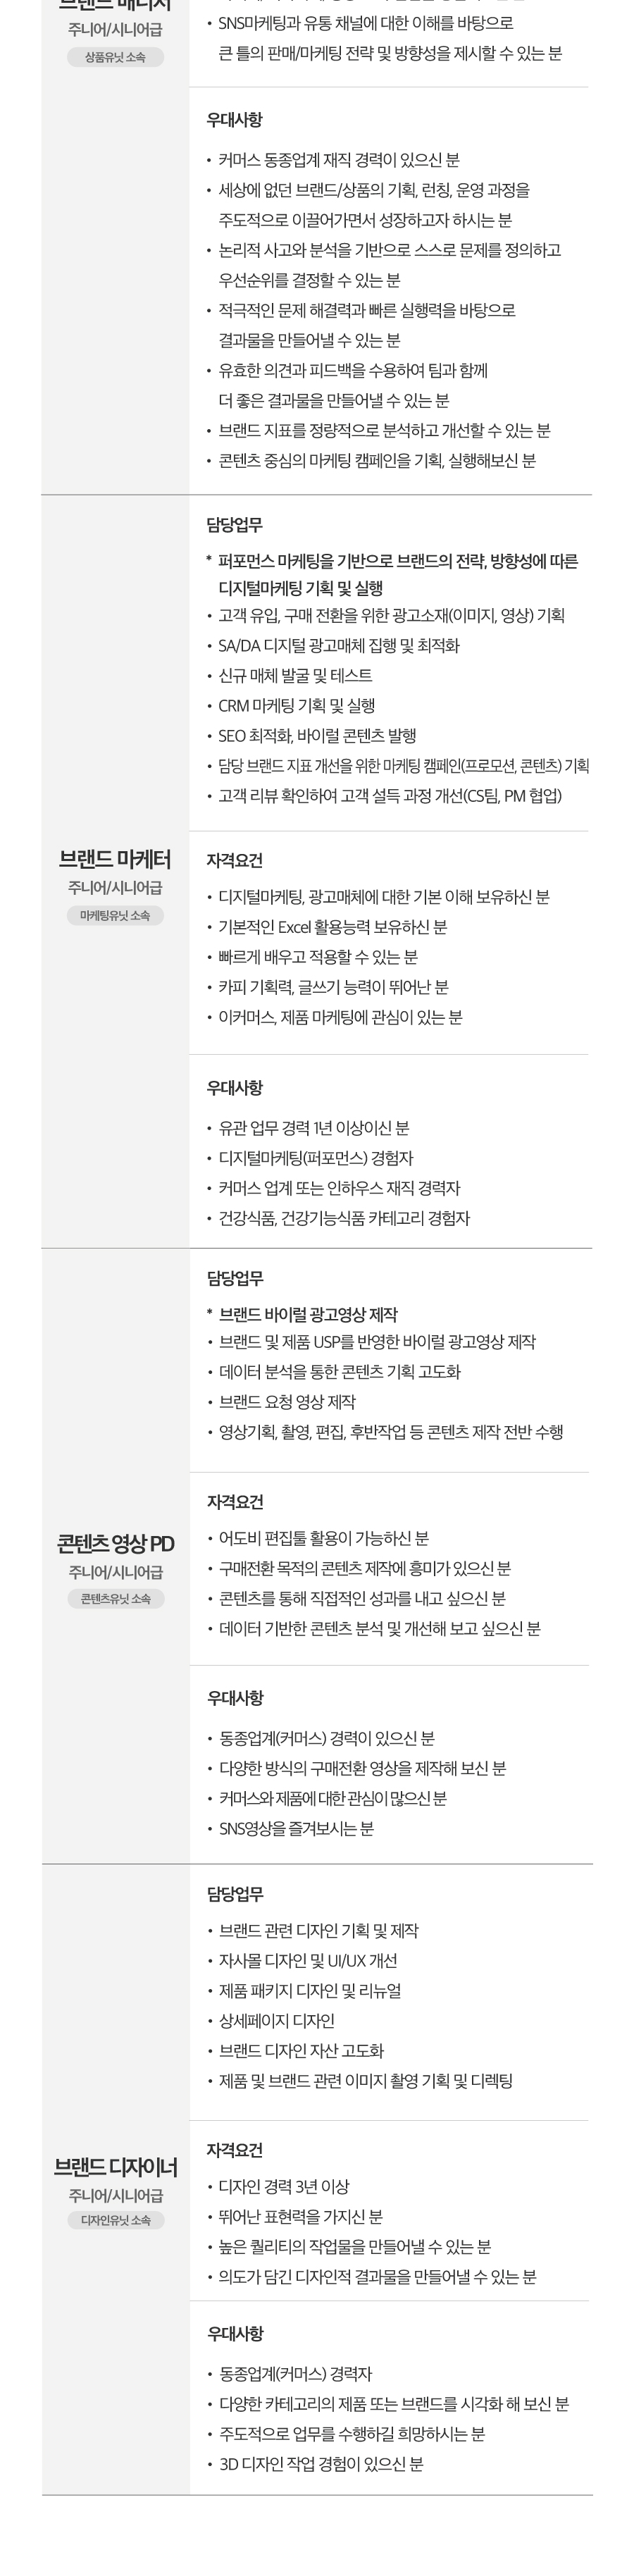 브랜드 매니저
주니어/시니어급
상품유닛 소속
• SNS마케팅과 유통 채널에 대한 이해를 바탕으로
큰 틀의 판매/마케팅 전략 및 방향성을 제시할 수 있는 분
우대사항
• 커머스 동종업계 재직 경력이 있으신 분
• 세상에 없던 브랜드/상품의 기획, 런칭, 운영 과정을
주도적으로 이끌어가면서 성장하고자 하시는 분
• 논리적 사고와 분석을 기반으로 스스로 문제를 정의하고
우선순위를 결정할 수 있는 분
• 적극적인 문제 해결력과 빠른 실행력을 바탕으로
결과물을 만들어낼 수 있는 분
• 유효한 의견과 피드백을 수용하여 팀과 함께
더 좋은 결과물을 만들어낼 수 있는 분
• 브랜드 지표를 정량적으로 분석하고 개선할 수 있는 분
• 콘텐츠 중심의 마케팅 캠페인을 기획, 실행해보신 분
브랜드 마케터
주니어/시니어급
마케팅유닛 소속
담당업무
* 퍼포먼스 마케팅을 기반으로 브랜드의 전략, 방향성에 따른
디지털마케팅 기획 및 실행
• 고객 유입, 구매 전환을 위한 광고소재(이미지, 영상) 기획
• SA/DA 디지털 광고매체 집행 및 최적화
• 신규 매체 발굴 및 테스트
• CRM 마케팅 기획 및 실행
• SEO 최적화, 바이럴 콘텐츠 발행
• 담당 브랜드 지표 개선을 위한 마케팅 캠페인(프로모션, 콘텐츠) 기획
• 고객 리뷰 확인하여 고객 설득 과정 개선(CS팀, PM 협업)
자격요건
• 디지털마케팅, 광고매체에 대한 기본 이해 보유하신 분
• 기본적인 Excel 활용능력 보유하신 분
• 빠르게 배우고 적용할 수 있는 분
• 카피 기획력, 글쓰기 능력이 뛰어난 분
• 이커머스, 제품 마케팅에 관심이 있는 분
우대사항
• 유관 업무 경력 1년 이상이신 분
• 디지털마케팅(퍼포먼스) 경험자
• 커머스 업계 또는 인하우스 재직 경력자
• 건강식품, 건강기능식품 카테고리 경험자
콘텐츠 영상 PD
주니어/시니어급
콘텐츠유닛 소속
담당업무
* 브랜드 바이럴 광고영상 제작
• 브랜드 및 제품 USP를 반영한 바이럴 광고영상 제작
• 데이터 분석을 통한 콘텐츠 기획 고도화
• 브랜드 요청 영상 제작
• 영상기획, 촬영, 편집, 후반작업 등 콘텐츠 제작 전반 수행
자격요건
• 어도비 편집툴 활용이 가능하신 분
• 구매전환 목적의 콘텐츠 제작에 흥미가 있으신 분
• 콘텐츠를 통해 직접적인 성과를 내고 싶으신 분
• 데이터 기반한 콘텐츠 분석 및 개선해 보고 싶으신 분
우대사항
• 동종업계(커머스) 경력이 있으신 분
• 다양한 방식의 구매전환 영상을 제작해 보신 분
• 커머스와 제품에 대한 관심이 많으신 분
• SNS영상을 즐겨보시는 분
브랜드 디자이너
주니어/시니어급
디자인유닛 소속
담당업무
• 브랜드 관련 디자인 기획 및 제작
• 자사몰 디자인 및 UI/UX 개선
• 제품 패키지 디자인 및 리뉴얼
• 상세페이지 디자인
• 브랜드 디자인 자산 고도화
• 제품 및 브랜드 관련 이미지 촬영 기획 및 디렉팅
자격요건
• 디자인 경력 3년 이상
• 뛰어난 표현력을 가지신 분
• 높은 퀄리티의 작업물을 만들어낼 수 있는 분
• 의도가 담긴 디자인적 결과물을 만들어낼 수 있는 분
우대사항
• 동종업계(커머스) 경력자
• 다양한 카테고리의 제품 또는 브랜드를 시각화 해 보신 분
• 주도적으로 업무를 수행하길 희망하시는 분
• 3D 디자인 작업 경험이 있으신 분